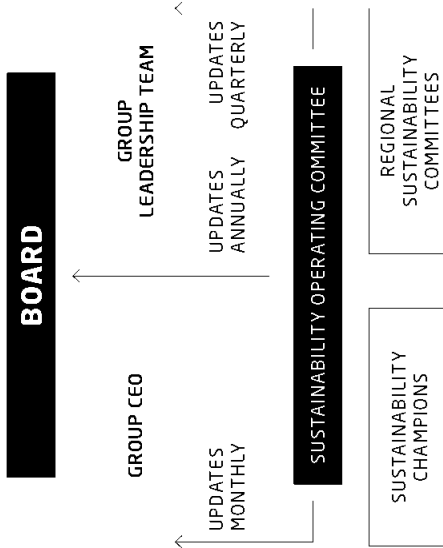 BOARD
GROUP CEO
GROUP
LEADERSHIP TEAM
UPDATES
MONTHLY
UPDATES
ANNUALLY
UPDATES
QUARTERLY
SUSTAINABILITY OPERATING COMMITTEE
SUSTAINABILITY
CHAMPIONS
REGIONAL
SUSTAINABILITY
COMMITTEES